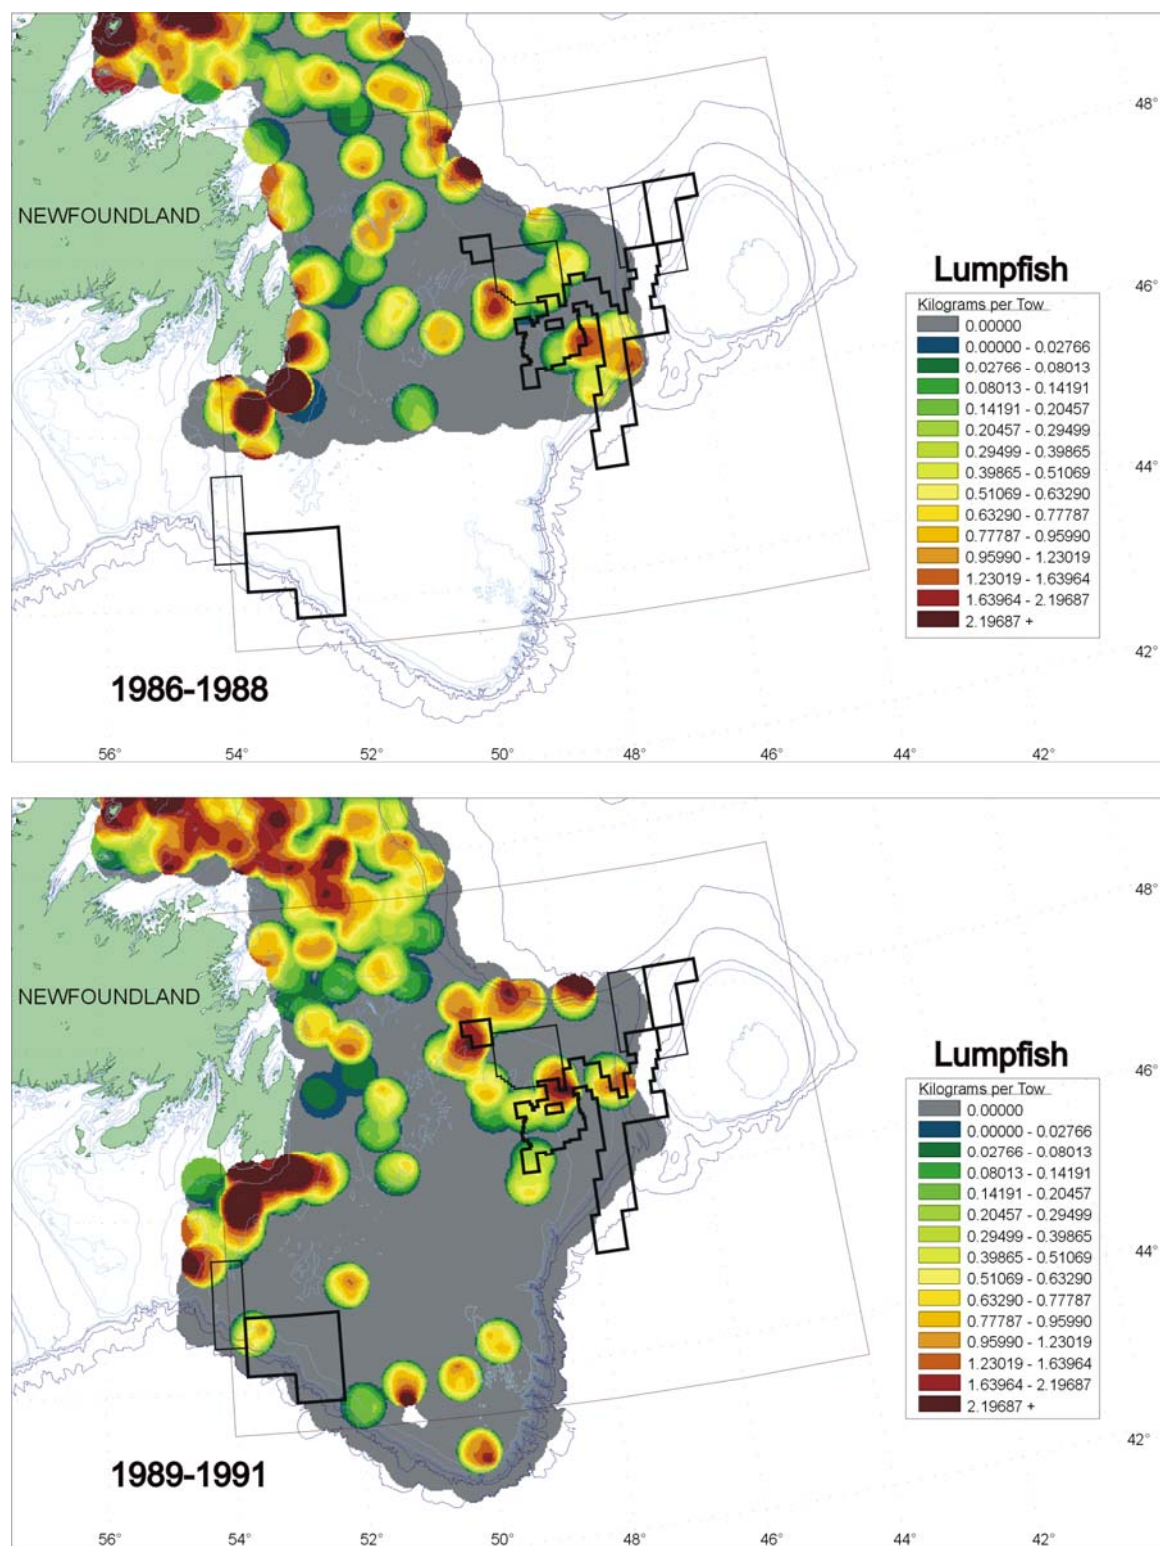 48°
NEWFOUNDLAND
46°
Lumpfish
Kilograms per Tow
0.00000
0.00000 - 0.02766
0.02766 - 0.08013
0.08013 - 0.14191
0.14191 - 0.20457
0.20457 - 0.29499
0.29499 - 0.39865
0.39865 - 0.51069
0.51069 - 0.63290
0.63290 - 0.77787
0.77787 - 0.95990
0.95990 - 1.23019
1.23019 - 1.63964
1.63964 - 2.19687
2.19687 +
44°
42°
1986-1988
56° 54° 52° 50° 48° 46° 44° 42°
48°
NEWFOUNDLAND
46°
Lumpfish
Kilograms per Tow
0.00000
0.00000 - 0.02766
0.02766 - 0.08013
0.08013 - 0.14191
0.14191 - 0.20457
0.20457 - 0.29499
0.29499 - 0.39865
0.39865 - 0.51069
0.51069 - 0.63290
0.63290 - 0.77787
0.77787 - 0.95990
0.95990 - 1.23019
1.23019 - 1.63964
1.63964 - 2.19687
2.19687 +
44°
42°
1989-1991
56° 54° 52° 50° 48° 46° 44° 42°